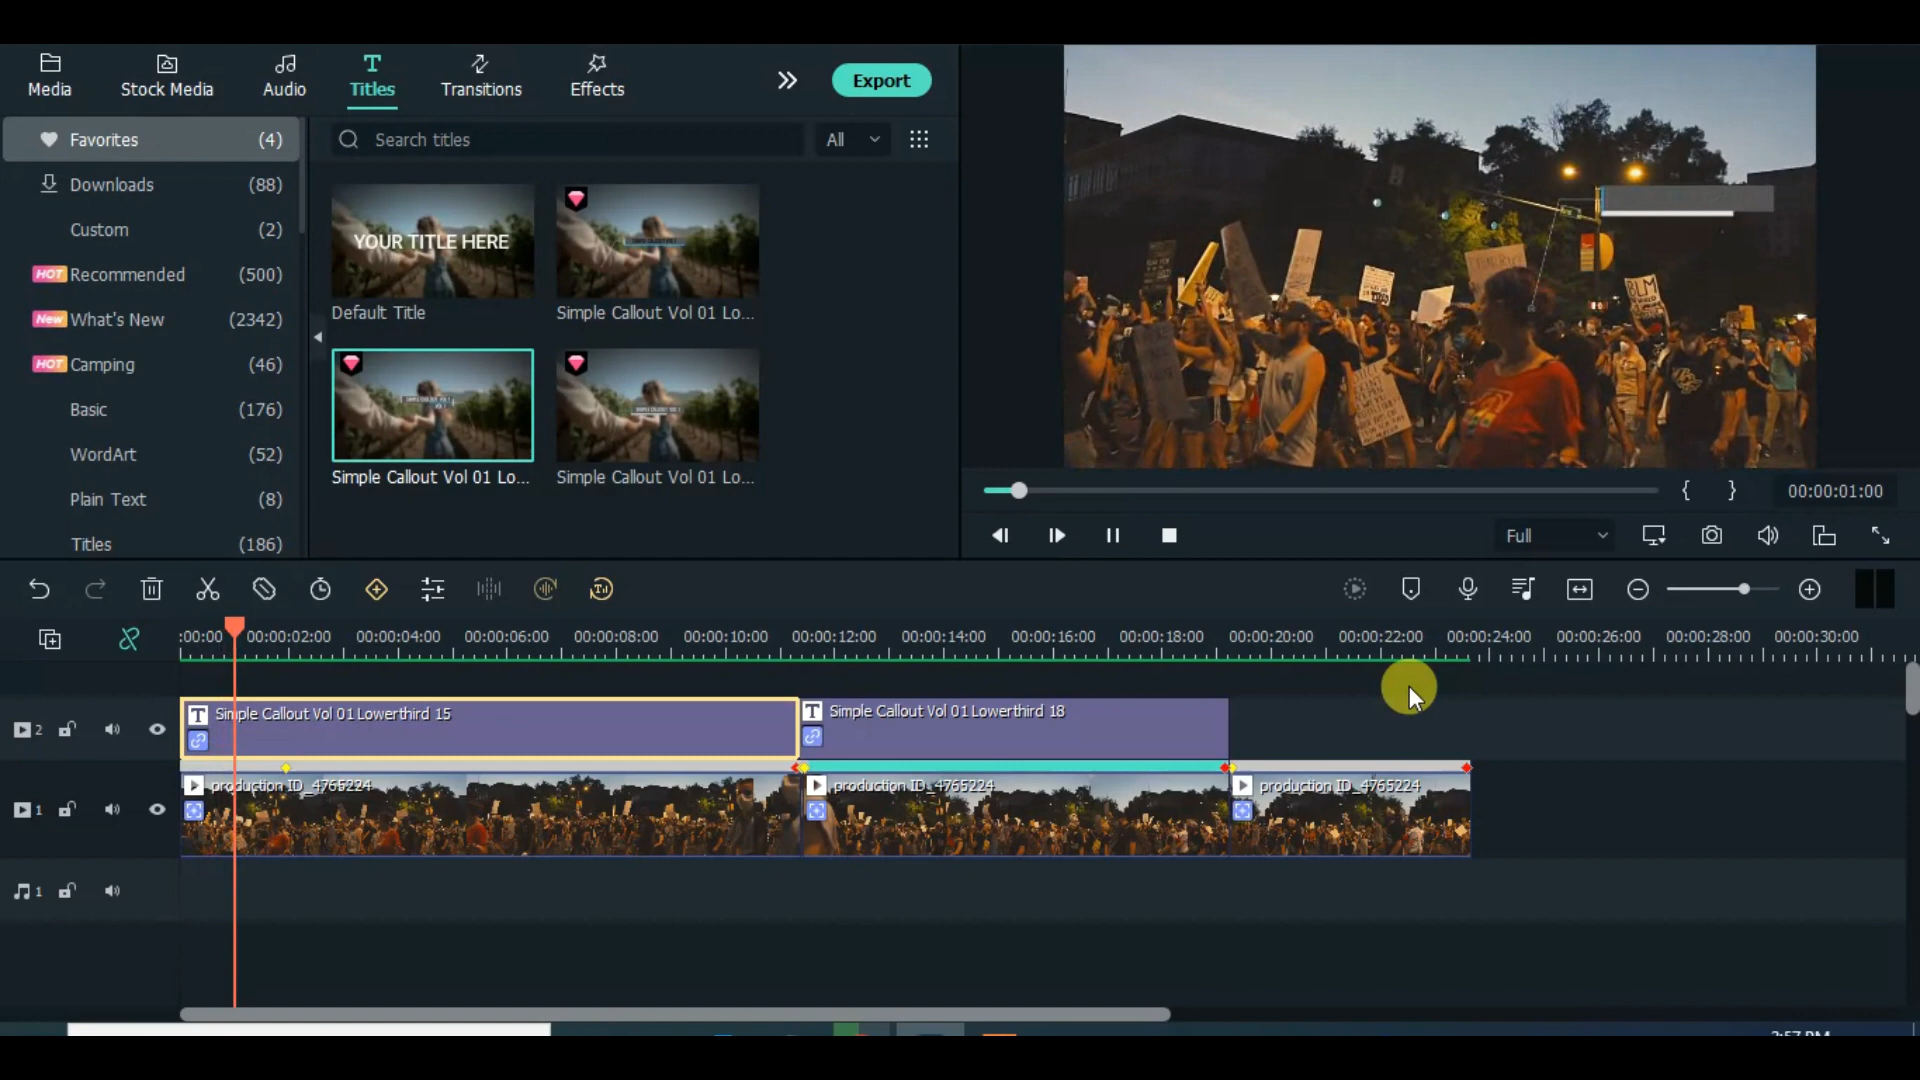 Media
Stock Media
Audio
Titles
Transitions
Effects
Export
Favorites (4)
Downloads (88)
Custom (2)
HOT Recommended (500)
New What's New (2342)
HOT Camping (46)
Basic (176)
WordArt (52)
Plain Text (8)
Titles (186)
Search titles
All
YOUR TITLE HERE
Default Title
Simple Callout Vol 01 Lo...
Simple Callout Vol 01 Lo...
Simple Callout Vol 01 Lo...
BLM
{ } 00:00:01:00
Full
:00:00 00:00:02:00 00:00:04:00 00:00:06:00 00:00:08:00 00:00:10:00 00:00:12:00 00:00:14:00 00:00:16:00 00:00:18:00 00:00:20:00 00:00:22:00 00:00:24:00 00:00:26:00 00:00:28:00 00:00:30:00
2
T Simple Callout Vol 01 Lowerthird 15
T Simple Callout Vol 01 Lowerthird 18
1
production ID_4765224
production ID_4765224
production ID_4765224
1